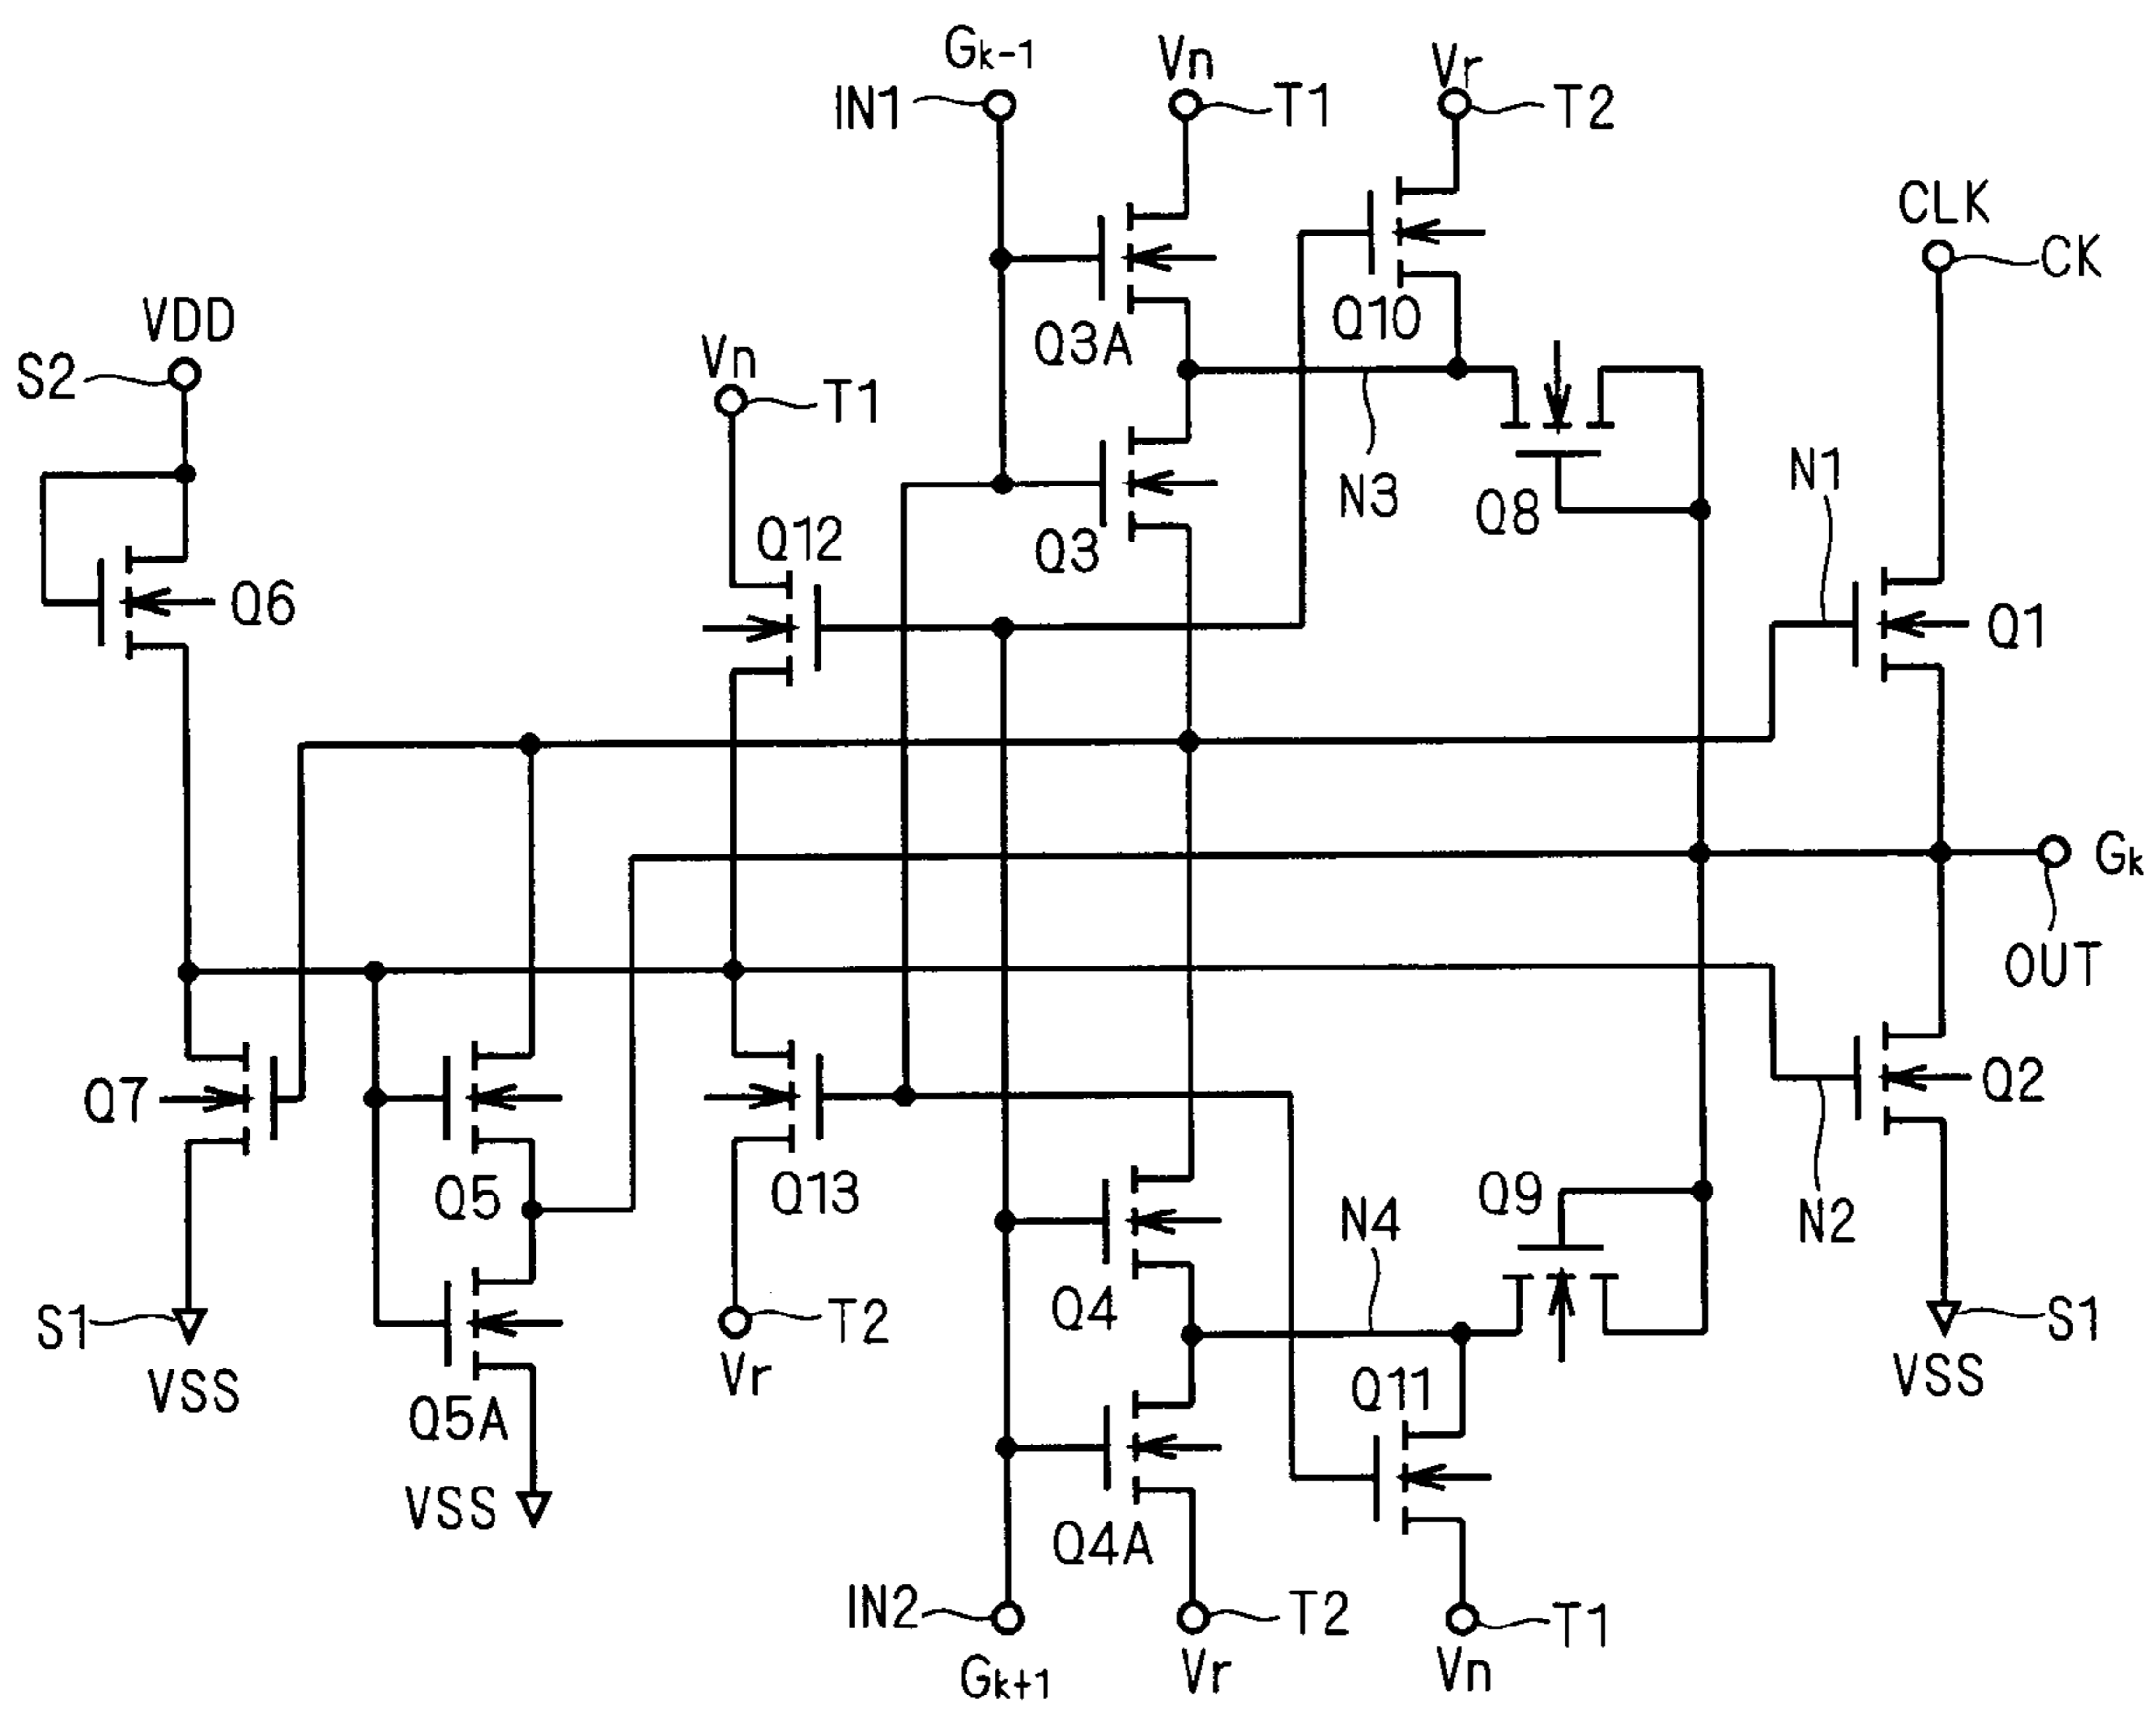 Gk-1
Vn
Vr
IN1
T1
T2
CLK
CK
VDD
S2
Vn
T1
Q3A
Q10
N3
Q8
N1
Q12
Q3
Q6
Q1
Gk
OUT
Q7
Q5
Q13
Q4
N4
Q9
Q2
N2
S1
VSS
Q5A
VSS
T2
Vr
Q11
S1
VSS
Q4A
IN2
Gk+1
T2
Vr
T1
Vn